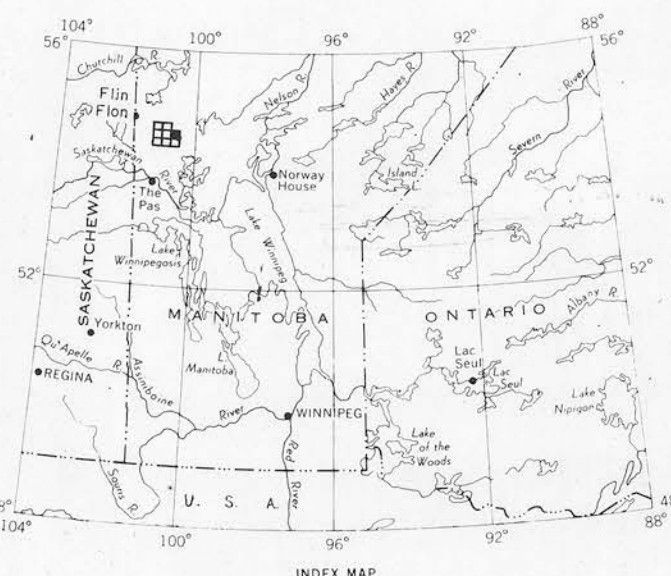 104°
100°
96°
92°
88°
56°
56°
Churchill R.
Flin
Flon
Nelson R.
Hayes R.
Severn River
Saskatchewan River
Norway
House
Island
L.
The
Pas
SASKATCHEWAN
Lake
Winnipegosis
Lake Winnipeg
52°
52°
MANITOBA
ONTARIO
Albany R.
Yorkton
Qu'Appelle R.
Assiniboine River
L.
Manitoba
Lac
Seul
Lac
Seul
REGINA
WINNIPEG
Lake
Nipigon
Lake
of the
Woods
Red River
Souris R.
U. S. A.
8°
48
104°
100°
96°
92°
88°
INDEX MAP